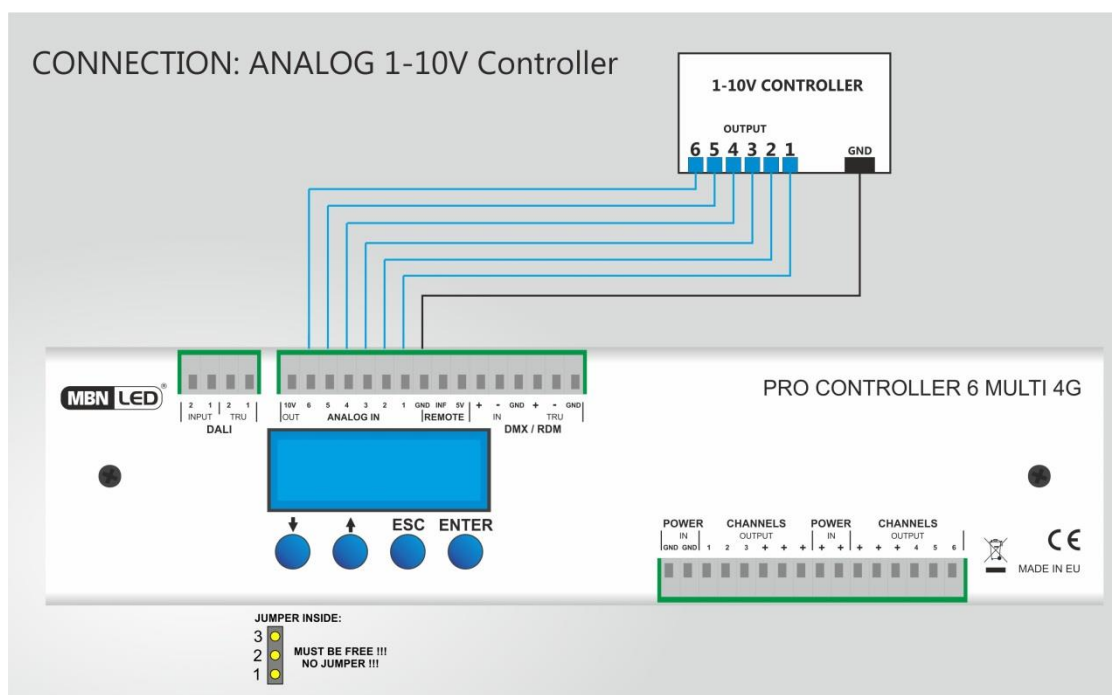 CONNECTION: ANALOG 1-10V Controller
1-10V CONTROLLER
OUTPUT
6 5 4 3 2 1 GND
MBN LED®
PRO CONTROLLER 6 MULTI 4G
2 1 2 1
INPUT TRU
DALI
10V 6 5 4 3 2 1 GND INF 5V + - GND + - GND
OUT ANALOG IN REMOTE IN TRU
DMX / RDM
ESC ENTER
POWER CHANNELS POWER CHANNELS
IN OUTPUT IN OUTPUT
GND GND 1 2 3 + + + + + + + + 4 5 6
CE
MADE IN EU
JUMPER INSIDE:
3
2 MUST BE FREE !!!
NO JUMPER !!!
1